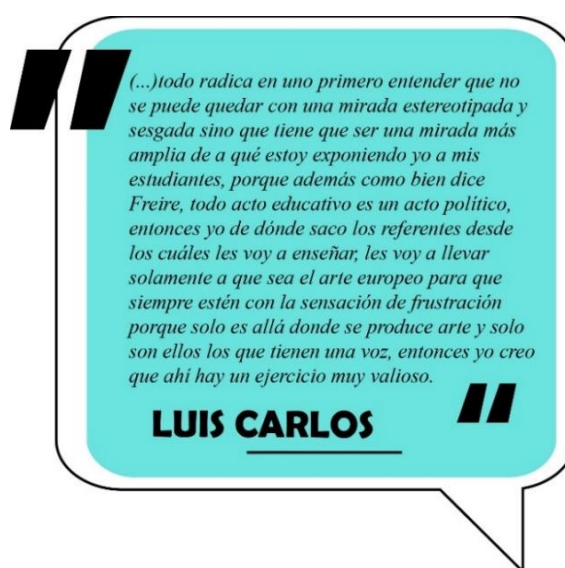 (...)todo radica en uno primero entender que no
se puede quedar con una mirada estereotipada y
sesgada sino que tiene que ser una mirada más
amplia de a qué estoy exponiendo yo a mis
estudiantes, porque además como bien dice
Freire, todo acto educativo es un acto político,
entonces yo de dónde saco los referentes desde
los cuáles les voy a enseñar, les voy a llevar
solamente a que sea el arte europeo para que
siempre estén con la sensación de frustración
porque solo es allá donde se produce arte y solo
son ellos los que tienen una voz, entonces yo creo
que ahí hay un ejercicio muy valioso.
LUIS CARLOS